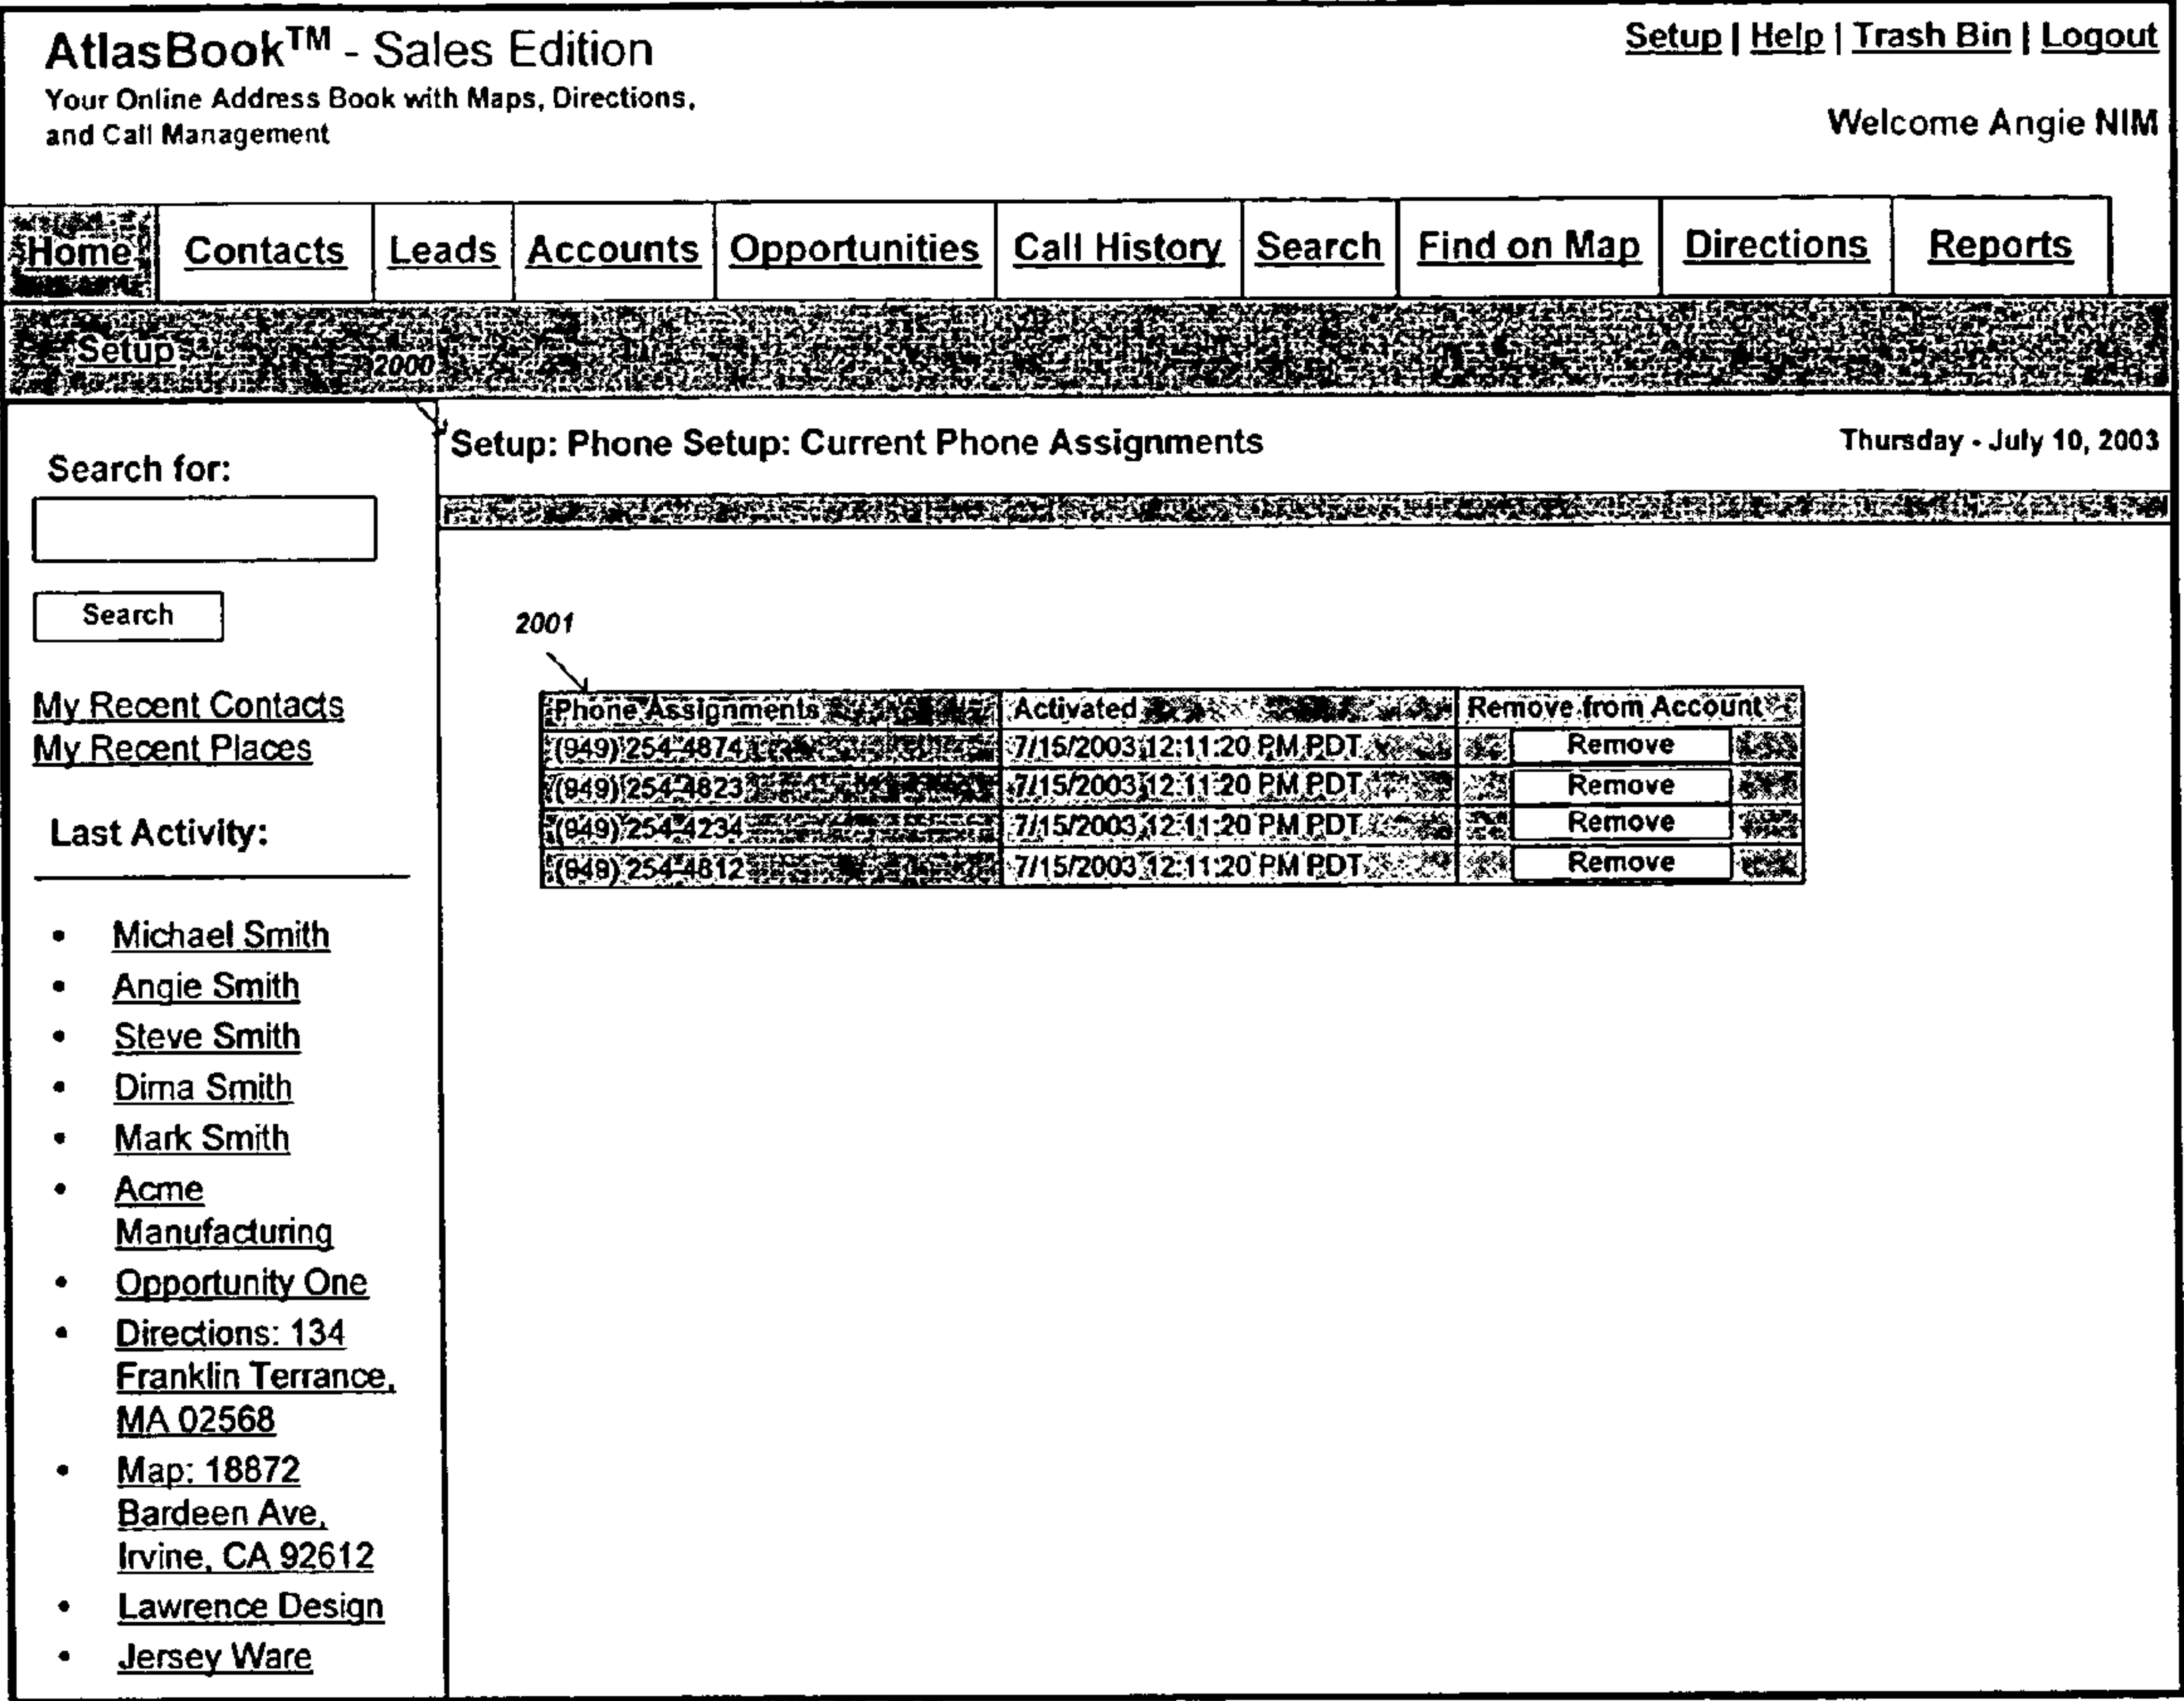 AtlasBook™ - Sales Edition
Setup | Help | Trash Bin | Logout
Your Online Address Book with Maps, Directions,
and Call Management
Welcome Angie NIM
Home Contacts Leads Accounts Opportunities Call History Search Find on Map Directions Reports
Setup
2000
Setup: Phone Setup: Current Phone Assignments
Thursday - July 10, 2003
Search for:
Search
My Recent Contacts
My Recent Places
Last Activity:
• Michael Smith
• Angie Smith
• Steve Smith
• Dima Smith
• Mark Smith
• Acme
Manufacturing
• Opportunity One
• Directions: 134
Franklin Terrance,
MA 02568
• Map: 18872
Bardeen Ave,
Irvine, CA 92612
• Lawrence Design
• Jersey Ware
2001
Phone Assignments Activated Remove from Account
(949) 254-4874 7/15/2003 12:11:20 PM PDT Remove
(949) 254-4823 7/15/2003 12:11:20 PM PDT Remove
(949) 254-4234 7/15/2003 12:11:20 PM PDT Remove
(949) 254-4812 7/15/2003 12:11:20 PM PDT Remove